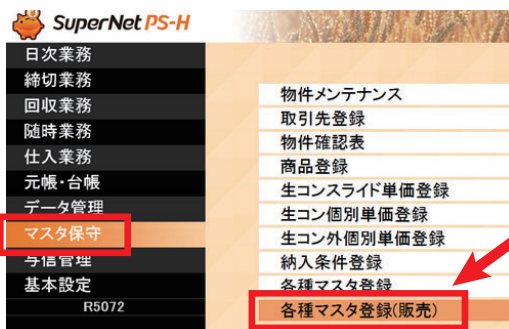 SuperNet PS-H
日次業務
締切業務
回収業務
随時業務
仕入業務
元帳・台帳
データ管理
マスタ保守
与信管理
基本設定
R5072
物件メンテナンス
取引先登録
物件確認表
商品登録
生コンスライド単価登録
生コン個別単価登録
生コン外個別単価登録
納入条件登録
各種マスタ登録
各種マスタ登録(販売)